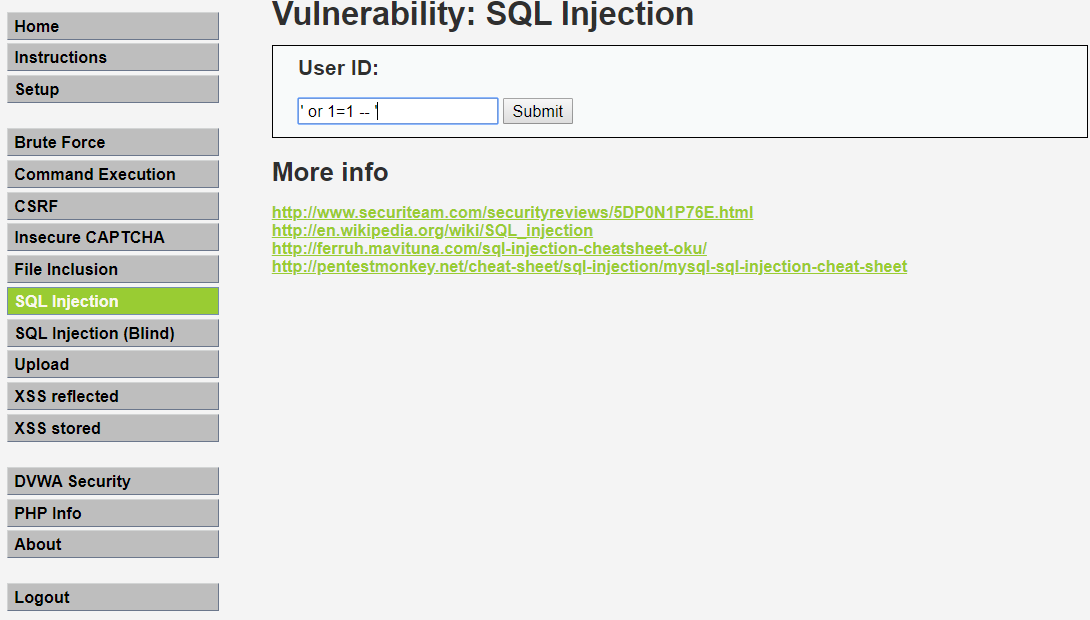 Home
Instructions
Setup
Brute Force
Command Execution
CSRF
Insecure CAPTCHA
File Inclusion
SQL Injection
SQL Injection (Blind)
Upload
XSS reflected
XSS stored
DVWA Security
PHP Info
About
Logout
Vulnerability: SQL Injection
User ID:
' or 1=1 -- '
Submit
More info
http://www.securiteam.com/securityreviews/5DP0N1P76E.html
http://en.wikipedia.org/wiki/SQL_injection
http://ferruh.mavituna.com/sql-injection-cheatsheet-oku/
http://pentestmonkey.net/cheat-sheet/sql-injection/mysql-sql-injection-cheat-sheet